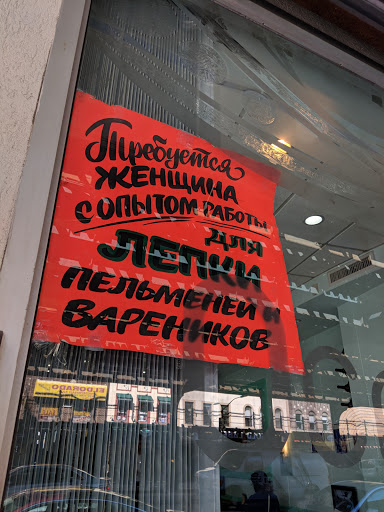 Требуется
ЖЕНЩИНА
С ОПЫТОМ РАБОТЫ
ДЛЯ
ЛЕПКИ
ПЕЛЬМЕНЕЙ И
ВАРЕНИКОВ